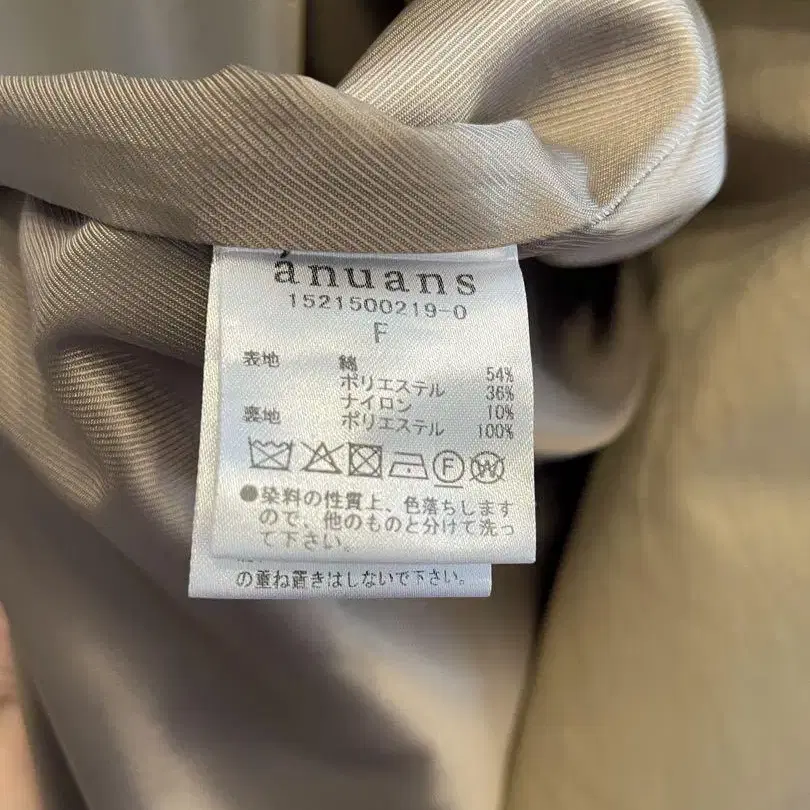 ánuans
1521500219-0
F
表地 綿 54%
ポリエステル 36%
ナイロン 10%
裏地 ポリエステル 100%
F W
●染料の性質上、色落ちします
ので、他のものと分けて洗っ
て下さい。
の重ね置きはしないで下さい。